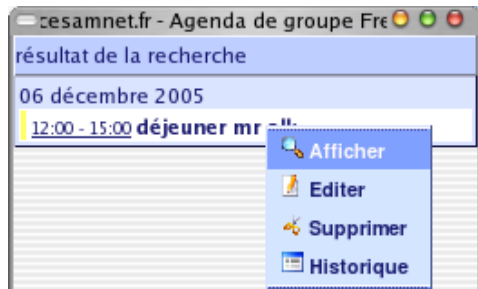 cesamnet.fr - Agenda de groupe Fre
résultat de la recherche
06 décembre 2005
12:00 - 15:00 déjeuner mr
Afficher
Editer
Supprimer
Historique